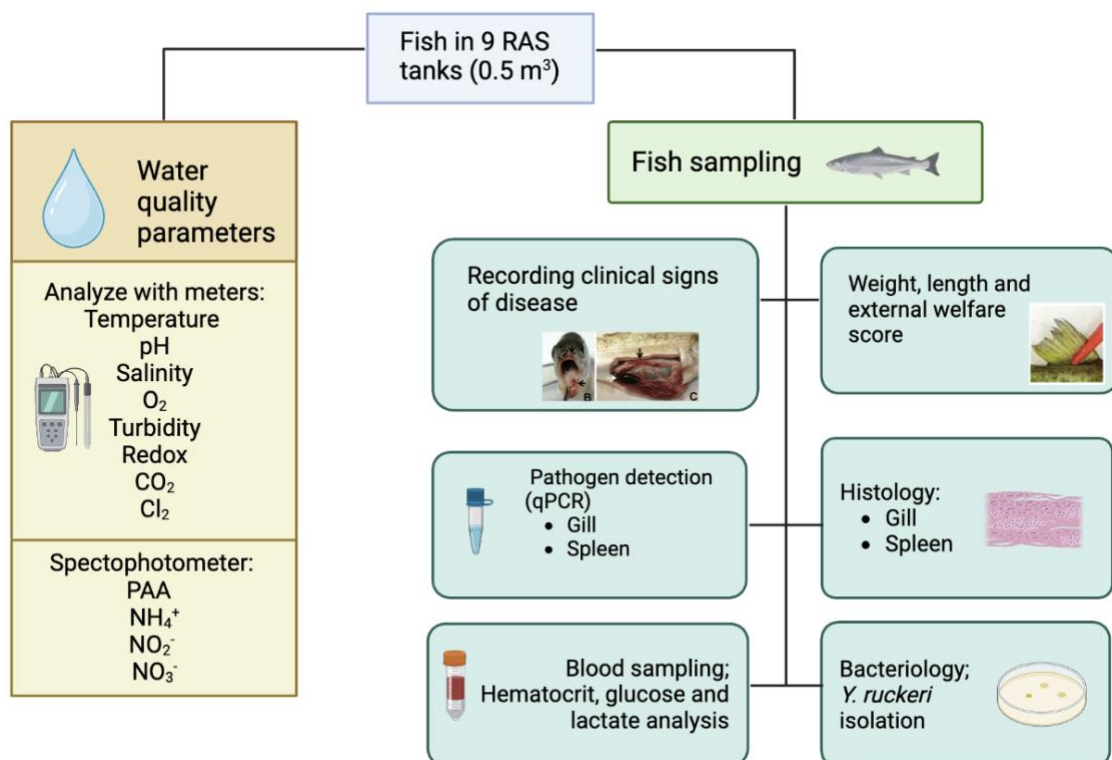 Fish in 9 RAS
tanks (0.5 m³)
Water
quality
parameters
Analyze with meters:
Temperature
pH
Salinity
O₂
Turbidity
Redox
CO₂
Cl₂
Spectophotometer:
PAA
NH₄⁺
NO₂⁻
NO₃⁻
Fish sampling
Recording clinical signs
of disease
B
C
Weight, length and
external welfare
score
Pathogen detection
(qPCR)
• Gill
• Spleen
Histology:
• Gill
• Spleen
Blood sampling;
Hematocrit, glucose and
lactate analysis
Bacteriology;
Y. ruckeri
isolation